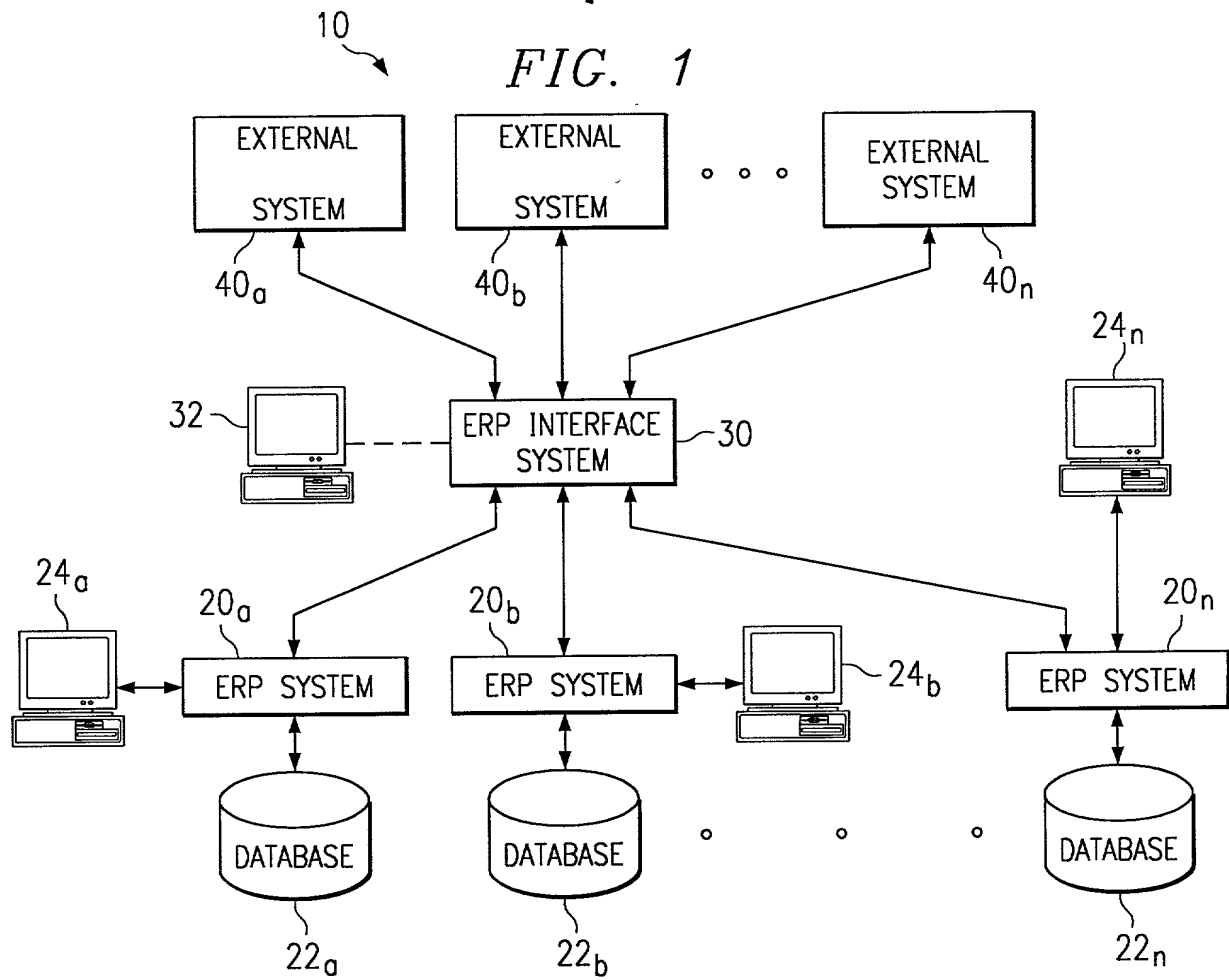 10
FIG. 1
EXTERNAL
SYSTEM
EXTERNAL
SYSTEM
EXTERNAL
SYSTEM
40a
40b
40n
24n
32
ERP INTERFACE
SYSTEM
30
24a
20a
20b
20n
ERP SYSTEM
ERP SYSTEM
24b
ERP SYSTEM
DATABASE
DATABASE
DATABASE
22a
22b
22n